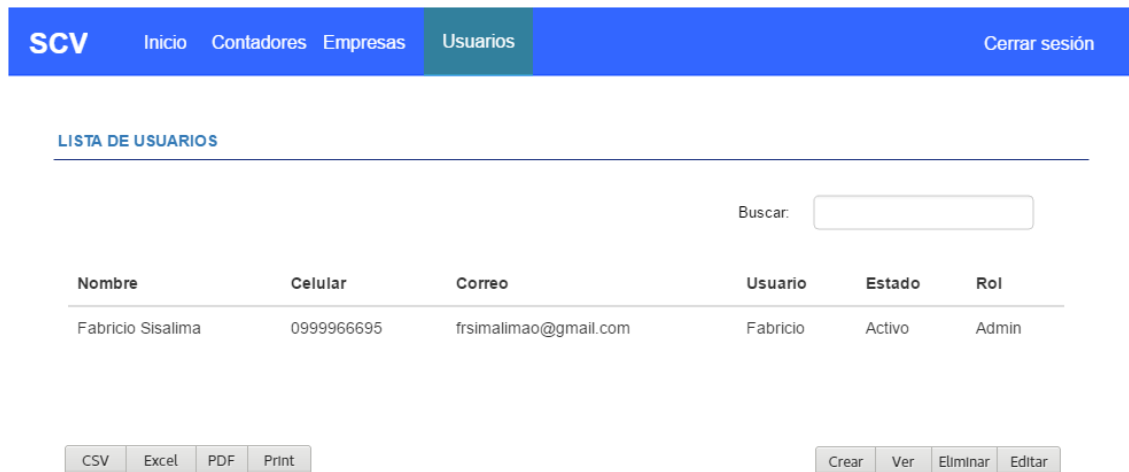 SCV Inicio Contadores Empresas Usuarios Cerrar sesión
LISTA DE USUARIOS
Buscar:
Nombre Celular Correo Usuario Estado Rol
Fabricio Sisalima 0999966695 frsimalimao@gmail.com Fabricio Activo Admin
CSV Excel PDF Print Crear Ver Eliminar Editar